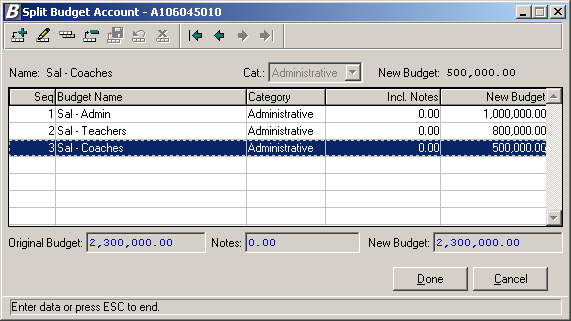 B Split Budget Account - A106045010
Name: Sal - Coaches Cat.: Administrative New Budget: 500,000.00
Seq Budget Name Category Incl. Notes New Budget
1 Sal - Admin Administrative 0.00 1,000,000.00
2 Sal - Teachers Administrative 0.00 800,000.00
3 Sal - Coaches Administrative 0.00 500,000.00
Original Budget: 2,300,000.00 Notes: 0.00 New Budget: 2,300,000.00
Done Cancel
Enter data or press ESC to end.